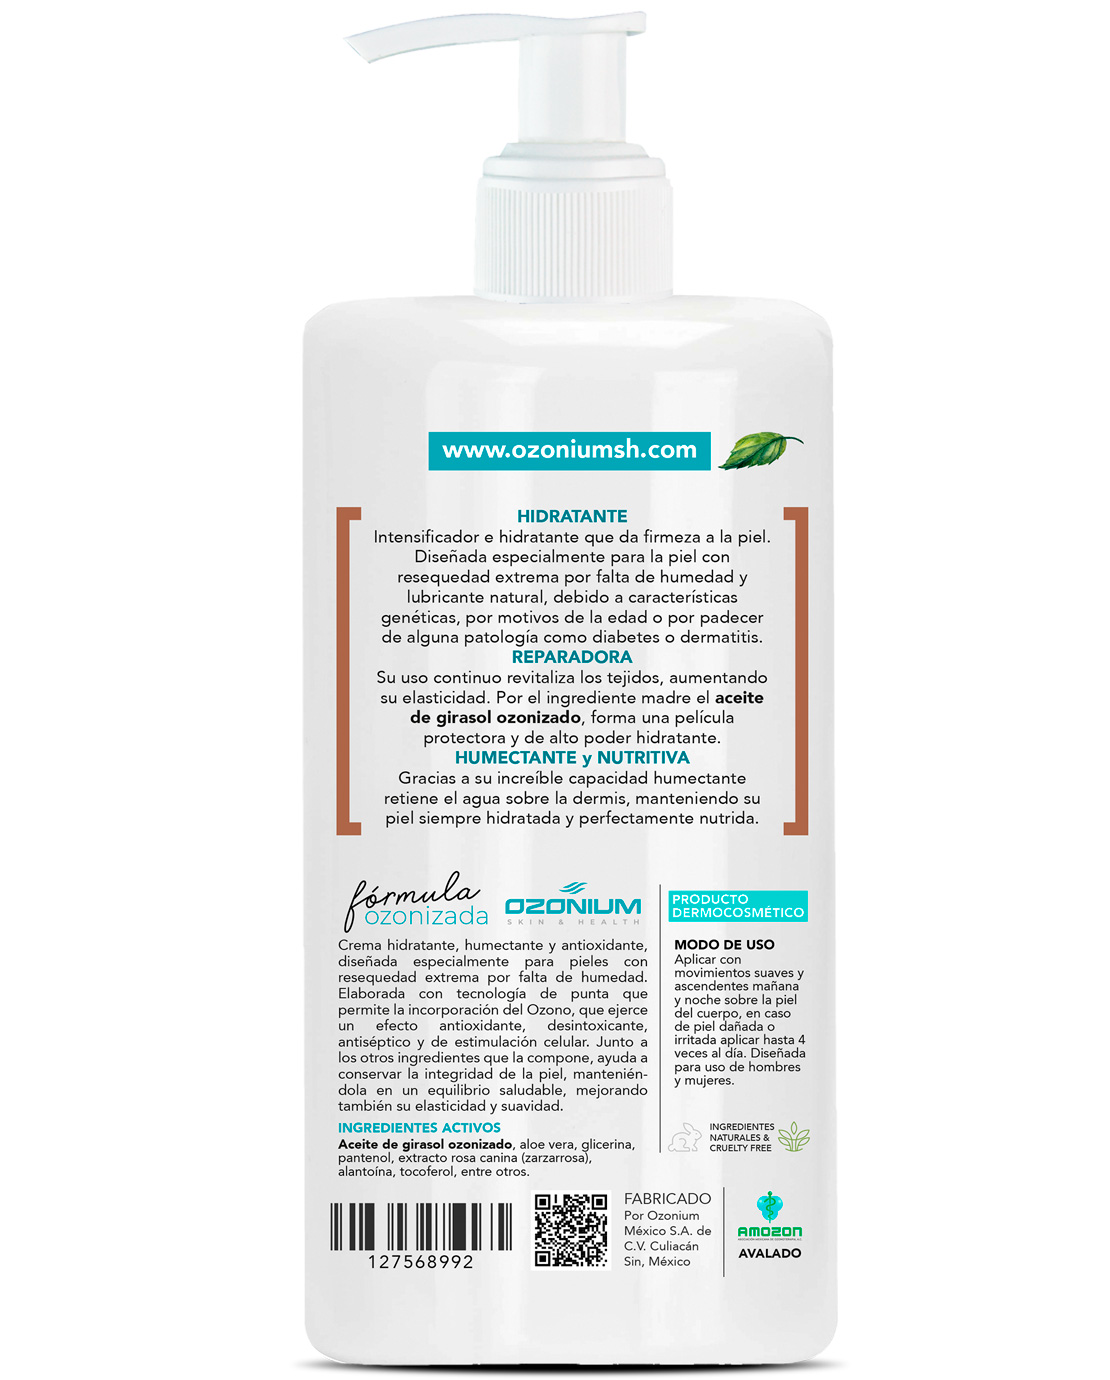 www.ozoniumsh.com
HIDRATANTE
Intensificador e hidratante que da firmeza a la piel.
Diseñada especialmente para la piel con
resequedad extrema por falta de humedad y
lubricante natural, debido a características
genéticas, por motivos de la edad o por padecer
de alguna patología como diabetes o dermatitis.
REPARADORA
Su uso continuo revitaliza los tejidos, aumentando
su elasticidad. Por el ingrediente madre el aceite
de girasol ozonizado, forma una película
protectora y de alto poder hidratante.
HUMECTANTE y NUTRITIVA
Gracias a su increíble capacidad humectante
retiene el agua sobre la dermis, manteniendo su
piel siempre hidratada y perfectamente nutrida.
fórmula
ozonizada
OZONIUM
SKIN & HEALTH
Crema hidratante, humectante y antioxidante,
diseñada especialmente para pieles con
resequedad extrema por falta de humedad.
Elaborada con tecnología de punta que
permite la incorporación del Ozono, que ejerce
un efecto antioxidante, desintoxicante,
antiséptico y de estimulación celular. Junto a
los otros ingredientes que la compone, ayuda a
conservar la integridad de la piel, mantenién-
dola en un equilibrio saludable, mejorando
también su elasticidad y suavidad.
INGREDIENTES ACTIVOS
Aceite de girasol ozonizado, aloe vera, glicerina,
pantenol, extracto rosa canina (zarzarrosa),
alantoína, tocoferol, entre otros.
PRODUCTO
DERMOCOSMÉTICO
MODO DE USO
Aplicar con
movimientos suaves y
ascendentes mañana
y noche sobre la piel
del cuerpo, en caso
de piel dañada o
irritada aplicar hasta 4
veces al día. Diseñada
para uso de hombres
y mujeres.
INGREDIENTES
NATURALES &
CRUELTY FREE
127568992
FABRICADO
Por Ozonium
México S.A. de
C.V. Culiacán
Sin, México
AMOZON
AVALADO